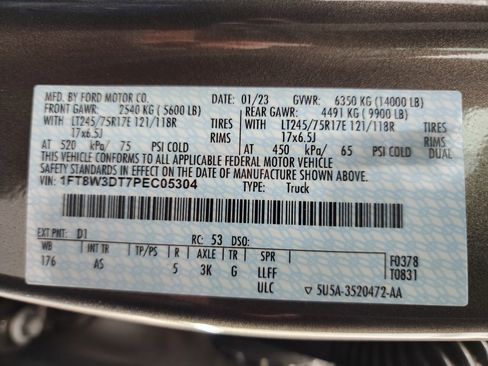 MFD. BY FORD MOTOR CO. DATE: 01/23 GVWR: 6350 KG (14000 LB)
FRONT GAWR: 2540 KG (5600 LB) REAR GAWR: 4491 KG (9900 LB)
WITH LT245/75R17E 121/118R TIRES WITH LT245/75R17E 121/118R TIRES
17x6.5J RIMS 17x6.5J RIMS
AT 520 kPa/ 75 PSI COLD AT 450 kPa/ 65 PSI COLD DUAL
THIS VEHICLE CONFORMS TO ALL APPLICABLE FEDERAL MOTOR VEHICLE
SAFETY STANDARDS IN EFFECT ON THE DATE OF MANUFACTURE SHOWN ABOVE.
VIN: 1FT8W3DT7PEC05304 TYPE: Truck
EXT PNT: D1 RC: 53 DSO:
WB INT TR TP/PS R AXLE TR SPR F0378
176 AS 5 3K G LLFF T0831
ULC ▽ 5U5A-3520472-AA